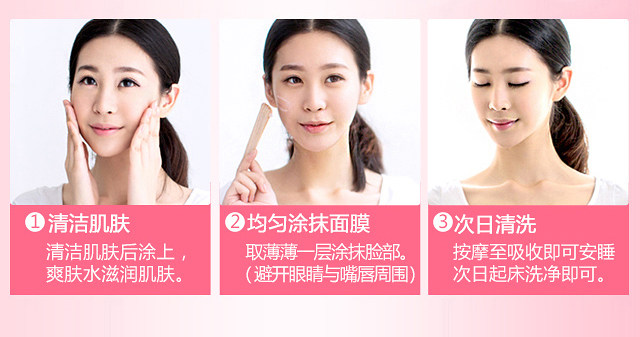 1 清洁肌肤
清洁肌肤后涂上,
爽肤水滋润肌肤。
2 均匀涂抹面膜
取薄薄一层涂抹脸部。
(避开眼睛与嘴唇周围)
3 次日清洗
按摩至吸收即可安睡
次日起床洗净即可。